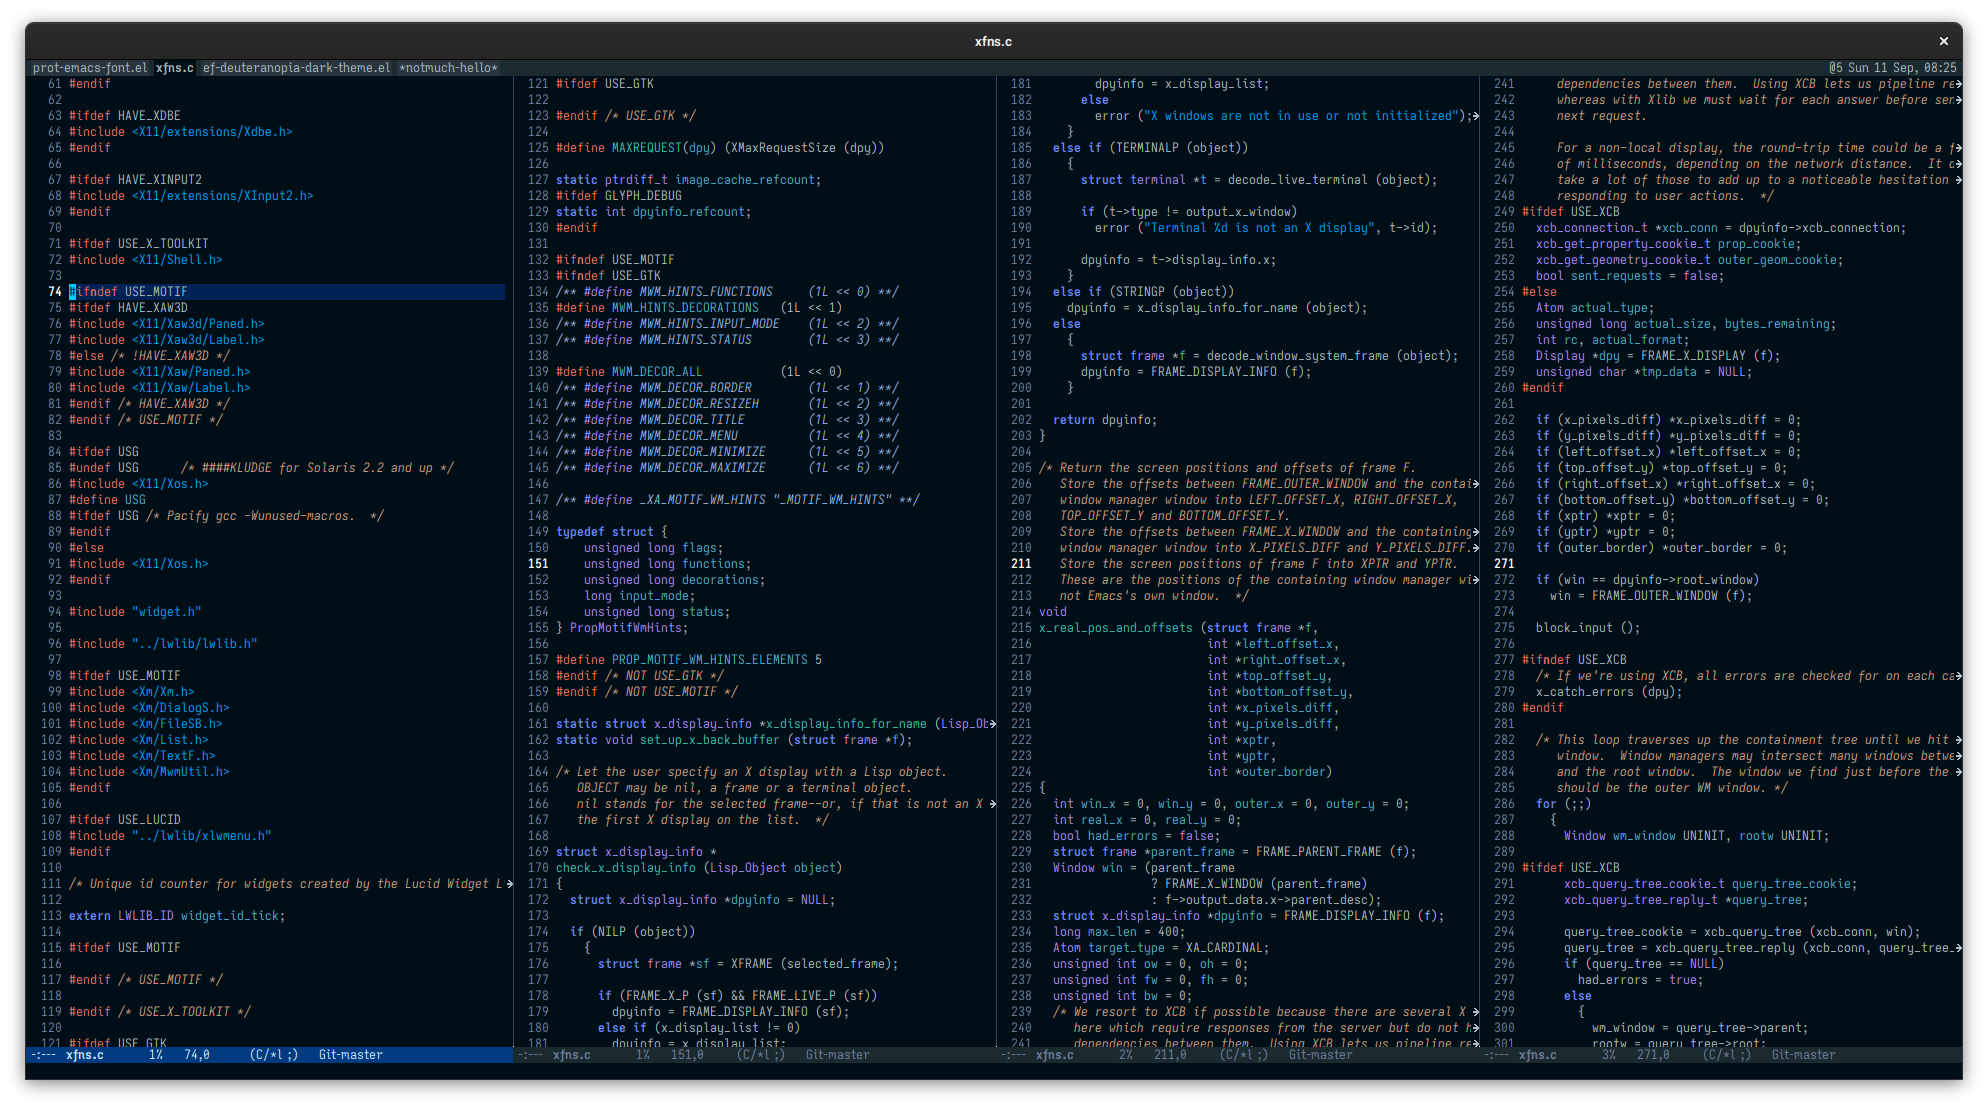 xfns.c
×
prot-emacs-font.el xfns.c ef-deuteranopia-dark-theme.el *notmuch-hello*
@5 Sun 11 Sep, 08:25
61 #endif
62
63 #ifdef HAVE_XDBE
64 #include <X11/extensions/Xdbe.h>
65 #endif
66
67 #ifdef HAVE_XINPUT2
68 #include <X11/extensions/XInput2.h>
69 #endif
70
71 #ifdef USE_X_TOOLKIT
72 #include <X11/Shell.h>
73
74 #ifndef USE_MOTIF
75 #ifdef HAVE_XAW3D
76 #include <X11/Xaw3d/Paned.h>
77 #include <X11/Xaw3d/Label.h>
78 #else /* !HAVE_XAW3D */
79 #include <X11/Xaw/Paned.h>
80 #include <X11/Xaw/Label.h>
81 #endif /* HAVE_XAW3D */
82 #endif /* USE_MOTIF */
83
84 #ifdef USG
85 #undef USG      /* ####KLUDGE for Solaris 2.2 and up */
86 #include <X11/Xos.h>
87 #define USG
88 #ifdef USG /* Pacify gcc -Wunused-macros.  */
89 #endif
90 #else
91 #include <X11/Xos.h>
92 #endif
93
94 #include "widget.h"
95
96 #include "../lwlib/lwlib.h"
97
98 #ifdef USE_MOTIF
99 #include <Xm/Xm.h>
100 #include <Xm/DialogS.h>
101 #include <Xm/FileSB.h>
102 #include <Xm/List.h>
103 #include <Xm/TextF.h>
104 #include <Xm/MwmUtil.h>
105 #endif
106
107 #ifdef USE_LUCID
108 #include "../lwlib/xlwmenu.h"
109 #endif
110
111 /* Unique id counter for widgets created by the Lucid Widget L→
112
113 extern LWLIB_ID widget_id_tick;
114
115 #ifdef USE_MOTIF
116
117 #endif /* USE_MOTIF */
118
119 #endif /* USE_X_TOOLKIT */
120
121 #ifdef USE_GTK
-:--- xfns.c 1% 74,0 (C/*l ;) Git-master
121 #ifdef USE_GTK
122
123 #endif /* USE_GTK */
124
125 #define MAXREQUEST(dpy) (XMaxRequestSize (dpy))
126
127 static ptrdiff_t image_cache_refcount;
128 #ifdef GLYPH_DEBUG
129 static int dpyinfo_refcount;
130 #endif
131
132 #ifndef USE_MOTIF
133 #ifndef USE_GTK
134 /** #define MWM_HINTS_FUNCTIONS     (1L << 0) **/
135 #define MWM_HINTS_DECORATIONS   (1L << 1)
136 /** #define MWM_HINTS_INPUT_MODE    (1L << 2) **/
137 /** #define MWM_HINTS_STATUS        (1L << 3) **/
138
139 #define MWM_DECOR_ALL           (1L << 0)
140 /** #define MWM_DECOR_BORDER        (1L << 1) **/
141 /** #define MWM_DECOR_RESIZEH       (1L << 2) **/
142 /** #define MWM_DECOR_TITLE         (1L << 3) **/
143 /** #define MWM_DECOR_MENU          (1L << 4) **/
144 /** #define MWM_DECOR_MINIMIZE      (1L << 5) **/
145 /** #define MWM_DECOR_MAXIMIZE      (1L << 6) **/
146
147 /** #define _XA_MOTIF_WM_HINTS "_MOTIF_WM_HINTS" **/
148
149 typedef struct {
150     unsigned long flags;
151     unsigned long functions;
152     unsigned long decorations;
153     long input_mode;
154     unsigned long status;
155 } PropMotifWmHints;
156
157 #define PROP_MOTIF_WM_HINTS_ELEMENTS 5
158 #endif /* NOT USE_GTK */
159 #endif /* NOT USE_MOTIF */
160
161 static struct x_display_info *x_display_info_for_name (Lisp_Ob→
162 static void set_up_x_back_buffer (struct frame *f);
163
164 /* Let the user specify an X display with a Lisp object.
165    OBJECT may be nil, a frame or a terminal object.
166    nil stands for the selected frame--or, if that is not an X →
167    the first X display on the list.  */
168
169 struct x_display_info *
170 check_x_display_info (Lisp_Object object)
171 {
172   struct x_display_info *dpyinfo = NULL;
173
174   if (NILP (object))
175     {
176       struct frame *sf = XFRAME (selected_frame);
177
178       if (FRAME_X_P (sf) && FRAME_LIVE_P (sf))
179         dpyinfo = FRAME_DISPLAY_INFO (sf);
180       else if (x_display_list != 0)
181         dpyinfo = x_display_list;
-:--- xfns.c 1% 151,0 (C/*l ;) Git-master
181         dpyinfo = x_display_list;
182       else
183         error ("X windows are not in use or not initialized");→
184     }
185   else if (TERMINALP (object))
186     {
187       struct terminal *t = decode_live_terminal (object);
188
189       if (t->type != output_x_window)
190         error ("Terminal %d is not an X display", t->id);
191
192       dpyinfo = t->display_info.x;
193     }
194   else if (STRINGP (object))
195     dpyinfo = x_display_info_for_name (object);
196   else
197     {
198       struct frame *f = decode_window_system_frame (object);
199       dpyinfo = FRAME_DISPLAY_INFO (f);
200     }
201
202   return dpyinfo;
203 }
204
205 /* Return the screen positions and offsets of frame F.
206    Store the offsets between FRAME_OUTER_WINDOW and the contai→
207    window manager window into LEFT_OFFSET_X, RIGHT_OFFSET_X,
208    TOP_OFFSET_Y and BOTTOM_OFFSET_Y.
209    Store the offsets between FRAME_X_WINDOW and the containing→
210    window manager window into X_PIXELS_DIFF and Y_PIXELS_DIFF.→
211    Store the screen positions of frame F into XPTR and YPTR.
212    These are the positions of the containing window manager wi→
213    not Emacs's own window.  */
214 void
215 x_real_pos_and_offsets (struct frame *f,
216                         int *left_offset_x,
217                         int *right_offset_x,
218                         int *top_offset_y,
219                         int *bottom_offset_y,
220                         int *x_pixels_diff,
221                         int *y_pixels_diff,
222                         int *xptr,
223                         int *yptr,
224                         int *outer_border)
225 {
226   int win_x = 0, win_y = 0, outer_x = 0, outer_y = 0;
227   int real_x = 0, real_y = 0;
228   bool had_errors = false;
229   struct frame *parent_frame = FRAME_PARENT_FRAME (f);
230   Window win = (parent_frame
231                 ? FRAME_X_WINDOW (parent_frame)
232                 : f->output_data.x->parent_desc);
233   struct x_display_info *dpyinfo = FRAME_DISPLAY_INFO (f);
234   long max_len = 400;
235   Atom target_type = XA_CARDINAL;
236   unsigned int ow = 0, oh = 0;
237   unsigned int fw = 0, fh = 0;
238   unsigned int bw = 0;
239   /* We resort to XCB if possible because there are several X →
240      here which require responses from the server but do not h→
241      dependencies between them.  Using XCB lets us pipeline re→
-:--- xfns.c 2% 211,0 (C/*l ;) Git-master
241      dependencies between them.  Using XCB lets us pipeline re→
242      whereas with Xlib we must wait for each answer before sen→
243      next request.
244
245      For a non-local display, the round-trip time could be a f→
246      of milliseconds, depending on the network distance.  It c→
247      take a lot of those to add up to a noticeable hesitation →
248      responding to user actions.  */
249 #ifdef USE_XCB
250   xcb_connection_t *xcb_conn = dpyinfo->xcb_connection;
251   xcb_get_property_cookie_t prop_cookie;
252   xcb_get_geometry_cookie_t outer_geom_cookie;
253   bool sent_requests = false;
254 #else
255   Atom actual_type;
256   unsigned long actual_size, bytes_remaining;
257   int rc, actual_format;
258   Display *dpy = FRAME_X_DISPLAY (f);
259   unsigned char *tmp_data = NULL;
260 #endif
261
262   if (x_pixels_diff) *x_pixels_diff = 0;
263   if (y_pixels_diff) *y_pixels_diff = 0;
264   if (left_offset_x) *left_offset_x = 0;
265   if (top_offset_y) *top_offset_y = 0;
266   if (right_offset_x) *right_offset_x = 0;
267   if (bottom_offset_y) *bottom_offset_y = 0;
268   if (xptr) *xptr = 0;
269   if (yptr) *yptr = 0;
270   if (outer_border) *outer_border = 0;
271
272   if (win == dpyinfo->root_window)
273     win = FRAME_OUTER_WINDOW (f);
274
275   block_input ();
276
277 #ifndef USE_XCB
278   /* If we're using XCB, all errors are checked for on each ca→
279   x_catch_errors (dpy);
280 #endif
281
282   /* This loop traverses up the containment tree until we hit →
283      window.  Window managers may intersect many windows betwe→
284      and the root window.  The window we find just before the →
285      should be the outer WM window. */
286   for (;;)
287     {
288       Window wm_window UNINIT, rootw UNINIT;
289
290 #ifdef USE_XCB
291       xcb_query_tree_cookie_t query_tree_cookie;
292       xcb_query_tree_reply_t *query_tree;
293
294       query_tree_cookie = xcb_query_tree (xcb_conn, win);
295       query_tree = xcb_query_tree_reply (xcb_conn, query_tree_→
296       if (query_tree == NULL)
297         had_errors = true;
298       else
299         {
300           wm_window = query_tree->parent;
301           rootw = query_tree->root;
-:--- xfns.c 3% 271,0 (C/*l ;) Git-master